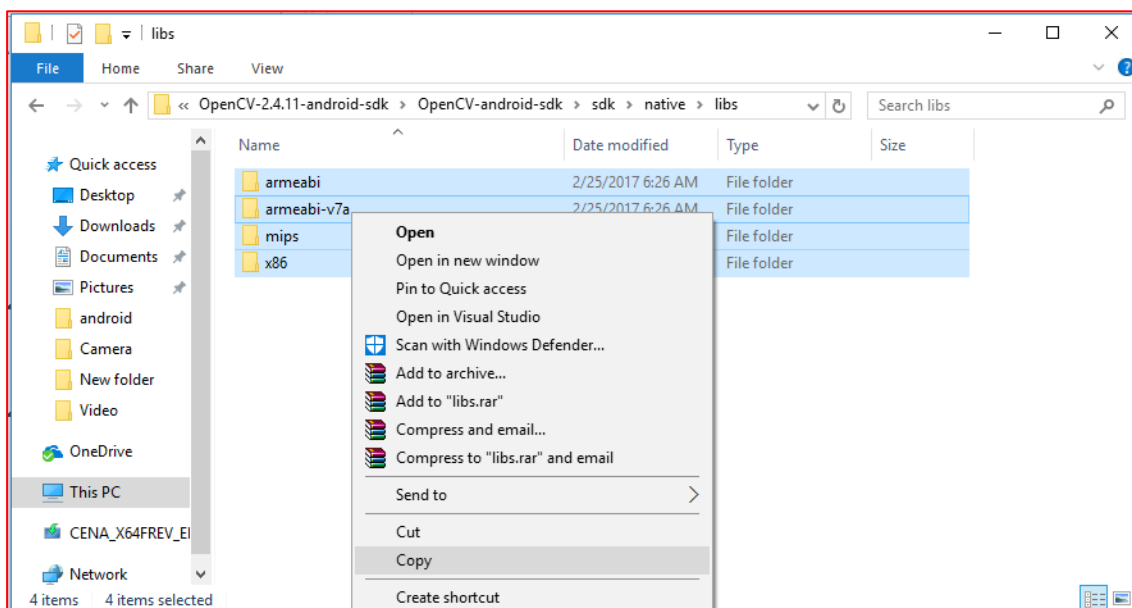 libs
File Home Share View
« OpenCV-2.4.11-android-sdk > OpenCV-android-sdk > sdk > native > libs Search libs
Name Date modified Type Size
Quick access
Desktop
Downloads
Documents
Pictures
android
Camera
New folder
Video
OneDrive
This PC
CENA_X64FREV_EI
Network
armeabi 2/25/2017 6:26 AM File folder
armeabi-v7a 2/25/2017 6:26 AM File folder
mips File folder
x86 File folder
Open
Open in new window
Pin to Quick access
Open in Visual Studio
Scan with Windows Defender...
Add to archive...
Add to "libs.rar"
Compress and email...
Compress to "libs.rar" and email
Send to
Cut
Copy
Create shortcut
4 items 4 items selected